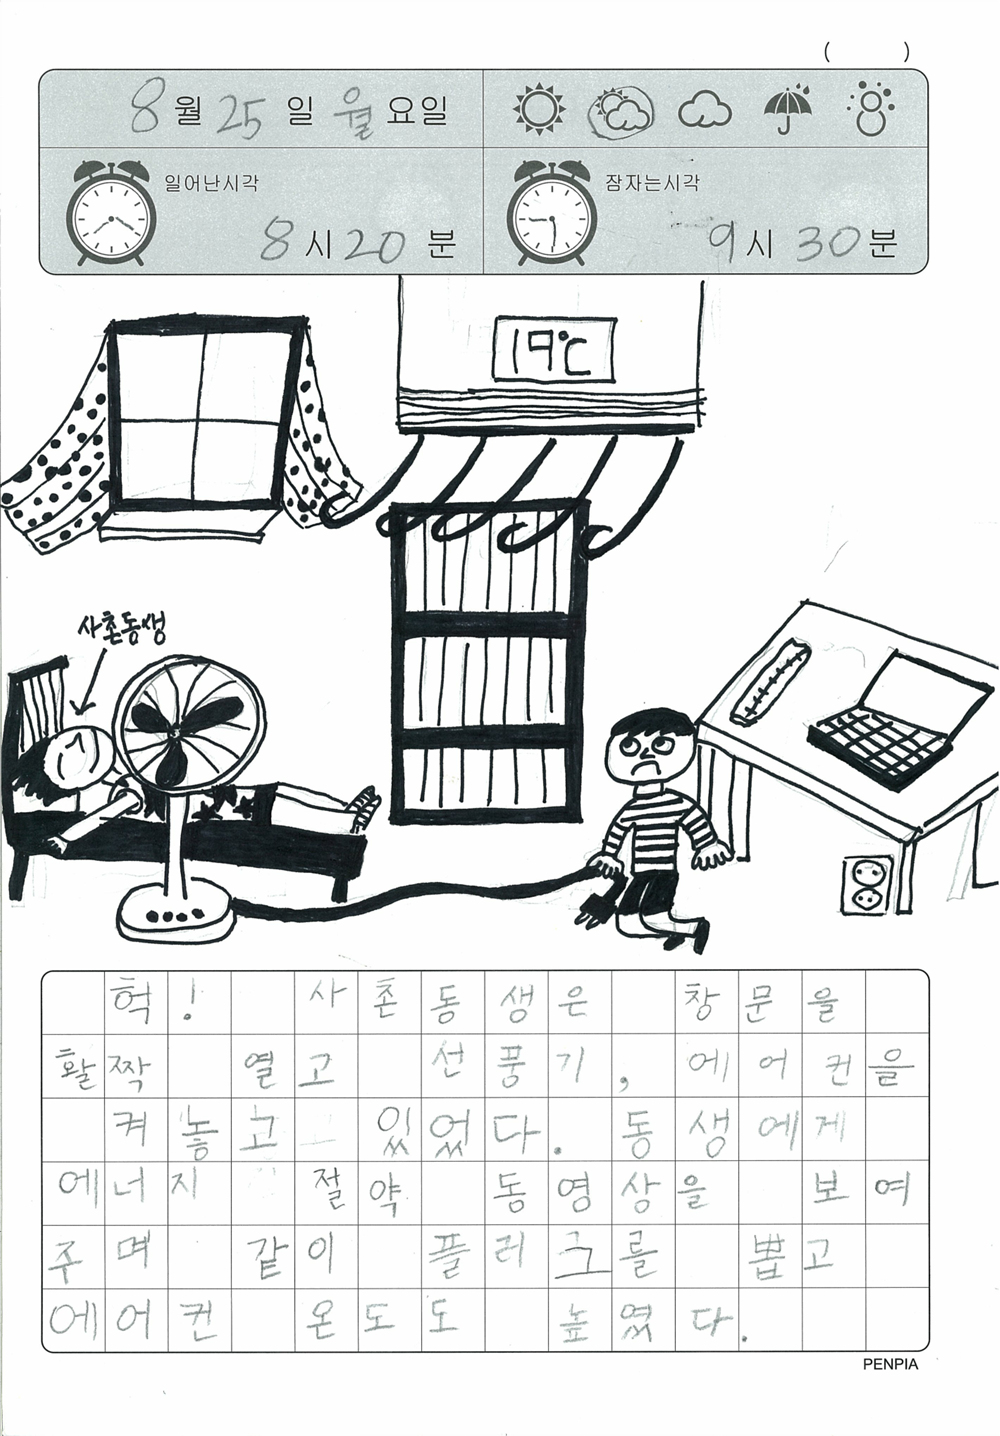 ( )
8월 25일 월요일
일어난시각
8시 20분
잠자는시각
9시 30분
19℃
사촌동생
헉! 사촌동생은 창문을
활짝 열고 선풍기, 에어컨을
켜 놓고 있었다. 동생에게
에너지 절약 동영상을 보여
주며 같이 플러그를 뽑고
에어컨 온도도 높였다.
PENPIA